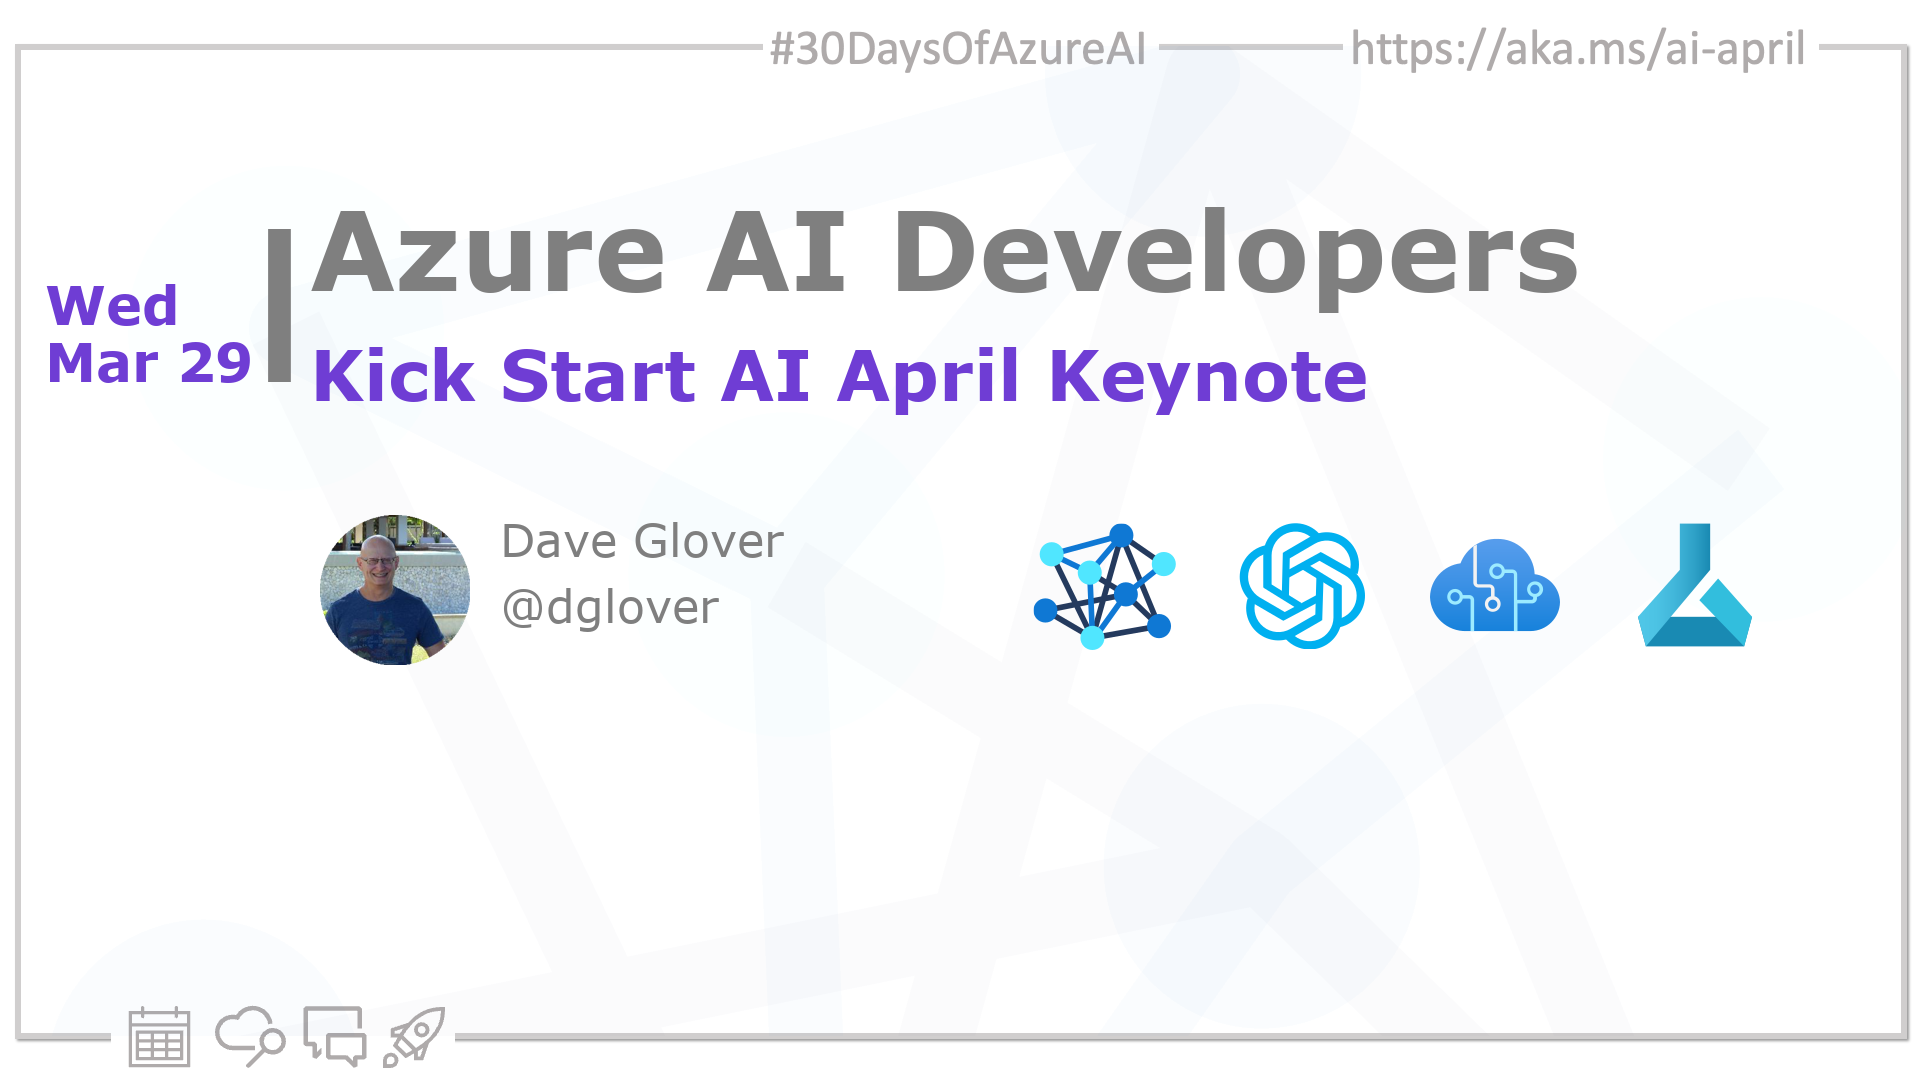 #30DaysOfAzureAI
https://aka.ms/ai-april
Azure AI Developers
Wed
Mar 29
Kick Start AI April Keynote
Dave Glover
@dglover